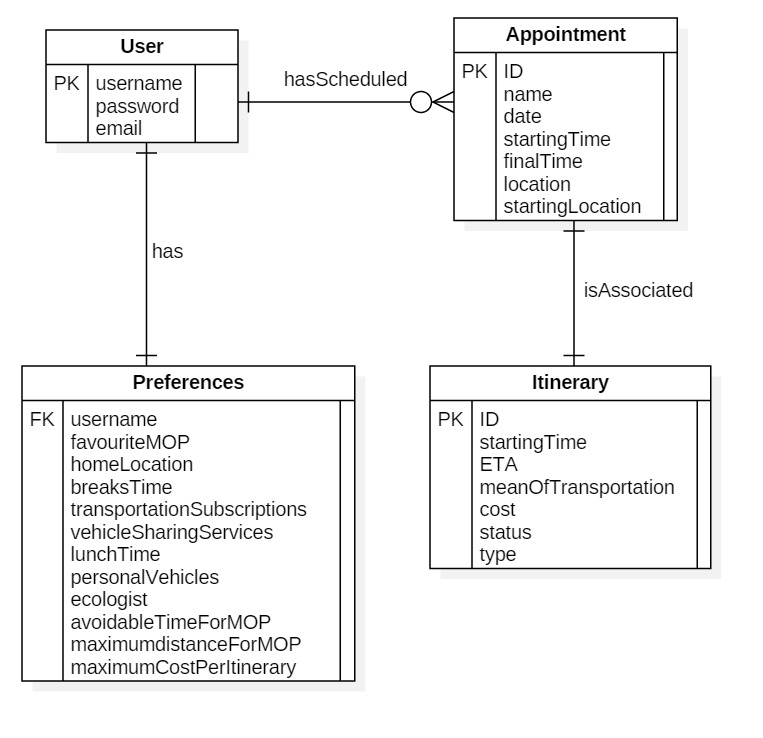 User
PK username
password
email
hasScheduled
Appointment
PK ID
name
date
startingTime
finalTime
location
startingLocation
has
isAssociated
Preferences
FK username
favouriteMOP
homeLocation
breaksTime
transportationSubscriptions
vehicleSharingServices
lunchTime
personalVehicles
ecologist
avoidableTimeForMOP
maximumdistanceForMOP
maximumCostPerItinerary
Itinerary
PK ID
startingTime
ETA
meanOfTransportation
cost
status
type